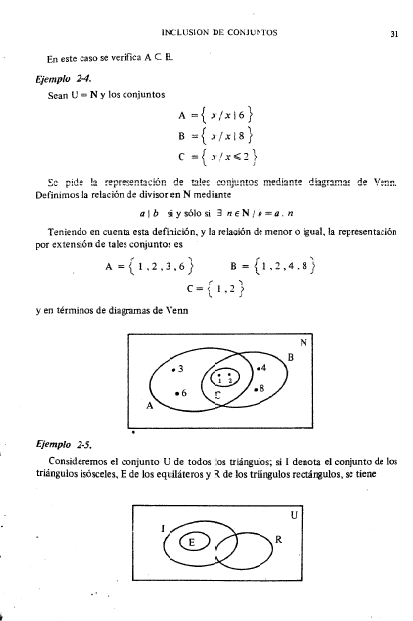 INCLUSION DE CONJUNTOS 31
En este caso se verifica A ⊂ E.
Ejemplo 2-4.
Sean U = N y los conjuntos
A = { x / x | 6 }
B = { x / x | 8 }
C = { x / x ⩽ 2 }
Se pide la representación de tales conjuntos mediante diagramas de Venn.
Definimos la relación de divisor en N mediante
a | b si y sólo si ∃ n ∈ N / b = a . n
Teniendo en cuenta esta definición, y la relación de menor o igual, la representación
por extensión de tales conjuntos es
A = { 1 , 2 , 3 , 6 } B = { 1 , 2 , 4 . 8 }
C = { 1 , 2 }
y en términos de diagramas de Venn
N
B
3
4
1 2
6
C
8
A
Ejemplo 2-5.
Consideremos el conjunto U de todos los triángulos; si I denota el conjunto de los
triángulos isósceles, E de los equiláteros y R de los triángulos rectángulos, se tiene
U
I
E
R